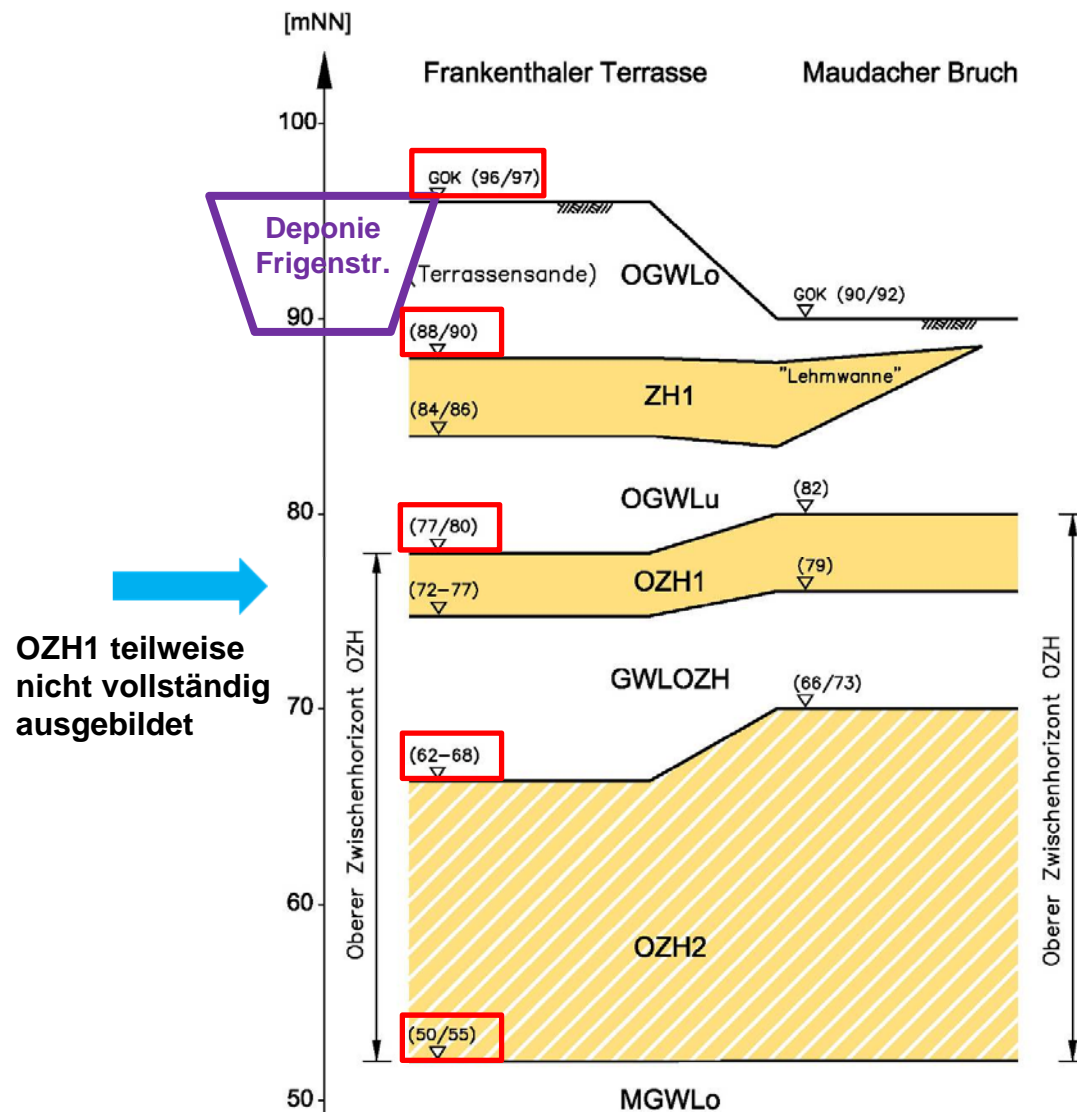 [mNN]
Frankenthaler Terrasse
Maudacher Bruch
100
GOK (96/97)
Deponie
Frigenstr.
(Terrassensande)
OGWLo
GOK (90/92)
90
(88/90)
"Lehmwanne"
ZH1
(84/86)
OGWLu
(82)
80
(77/80)
OZH1
(79)
(72-77)
OZH1 teilweise
nicht vollständig
ausgebildet
Oberer Zwischenhorizont OZH
GWLOZH
(66/73)
Oberer Zwischenhorizont OZH
70
(62-68)
60
OZH2
(50/55)
50
MGWLo